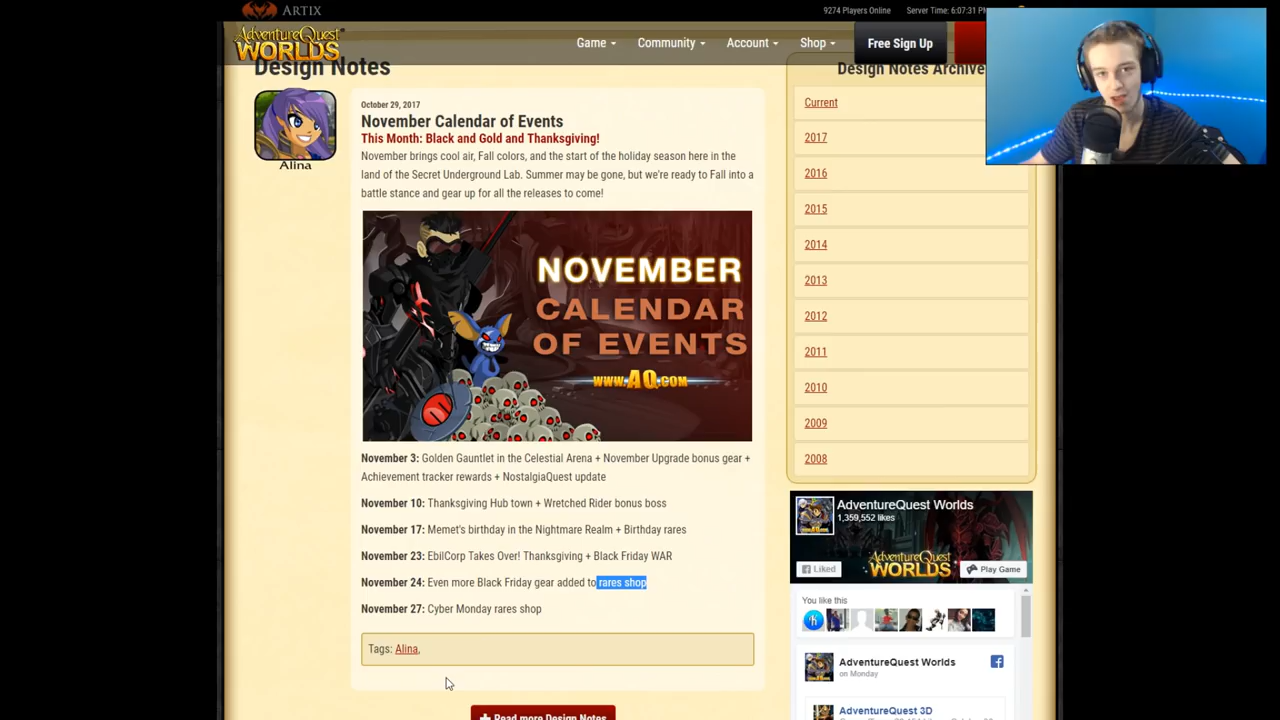 ARTIX
9274 Players Online
Server Time: 6:07:31
AdventureQuest
WORLDS
Game
Community
Account
Shop
Free Sign Up
Design Notes
Alina
October 29, 2017
November Calendar of Events
This Month: Black and Gold and Thanksgiving!
November brings cool air, Fall colors, and the start of the holiday season here in the
land of the Secret Underground Lab. Summer may be gone, but we're ready to Fall into a
battle stance and gear up for all the releases to come!
NOVEMBER
CALENDAR
OF EVENTS
WWW.AQ.COM
November 3: Golden Gauntlet in the Celestial Arena + November Upgrade bonus gear +
Achievement tracker rewards + NostalgiaQuest update
November 10: Thanksgiving Hub town + Wretched Rider bonus boss
November 17: Memet's birthday in the Nightmare Realm + Birthday rares
November 23: EbilCorp Takes Over! Thanksgiving + Black Friday WAR
November 24: Even more Black Friday gear added to rares shop
November 27: Cyber Monday rares shop
Tags: Alina,
Read more Design Notes
Design Notes Archive
Current
2017
2016
2015
2014
2013
2012
2011
2010
2009
2008
AdventureQuest Worlds
1,359,552 likes
AdventureQuest
WORLDS
Liked
Play Game
You like this
AdventureQuest Worlds
on Monday
AdventureQuest 3D